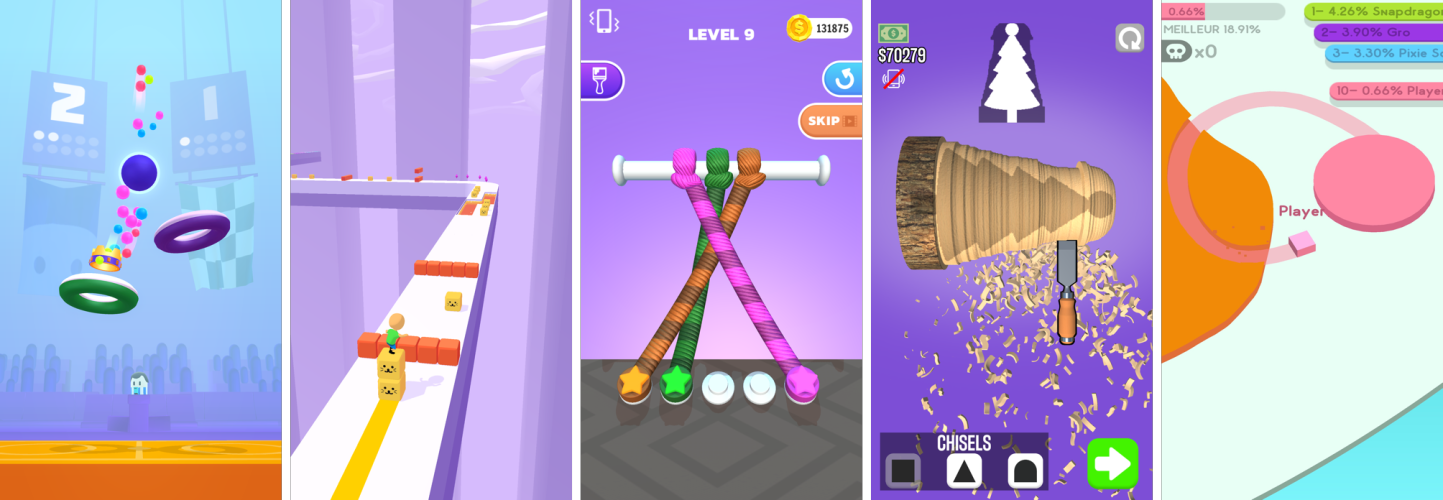 2
1
LEVEL 9
131875
SKIP
$70279
CHISELS
0.66%
MEILLEUR 18.91%
x0
1- 4.26% Snapdragon
2- 3.90% Gro
3- 3.30% Pixie Sc
10- 0.66% Player
Player